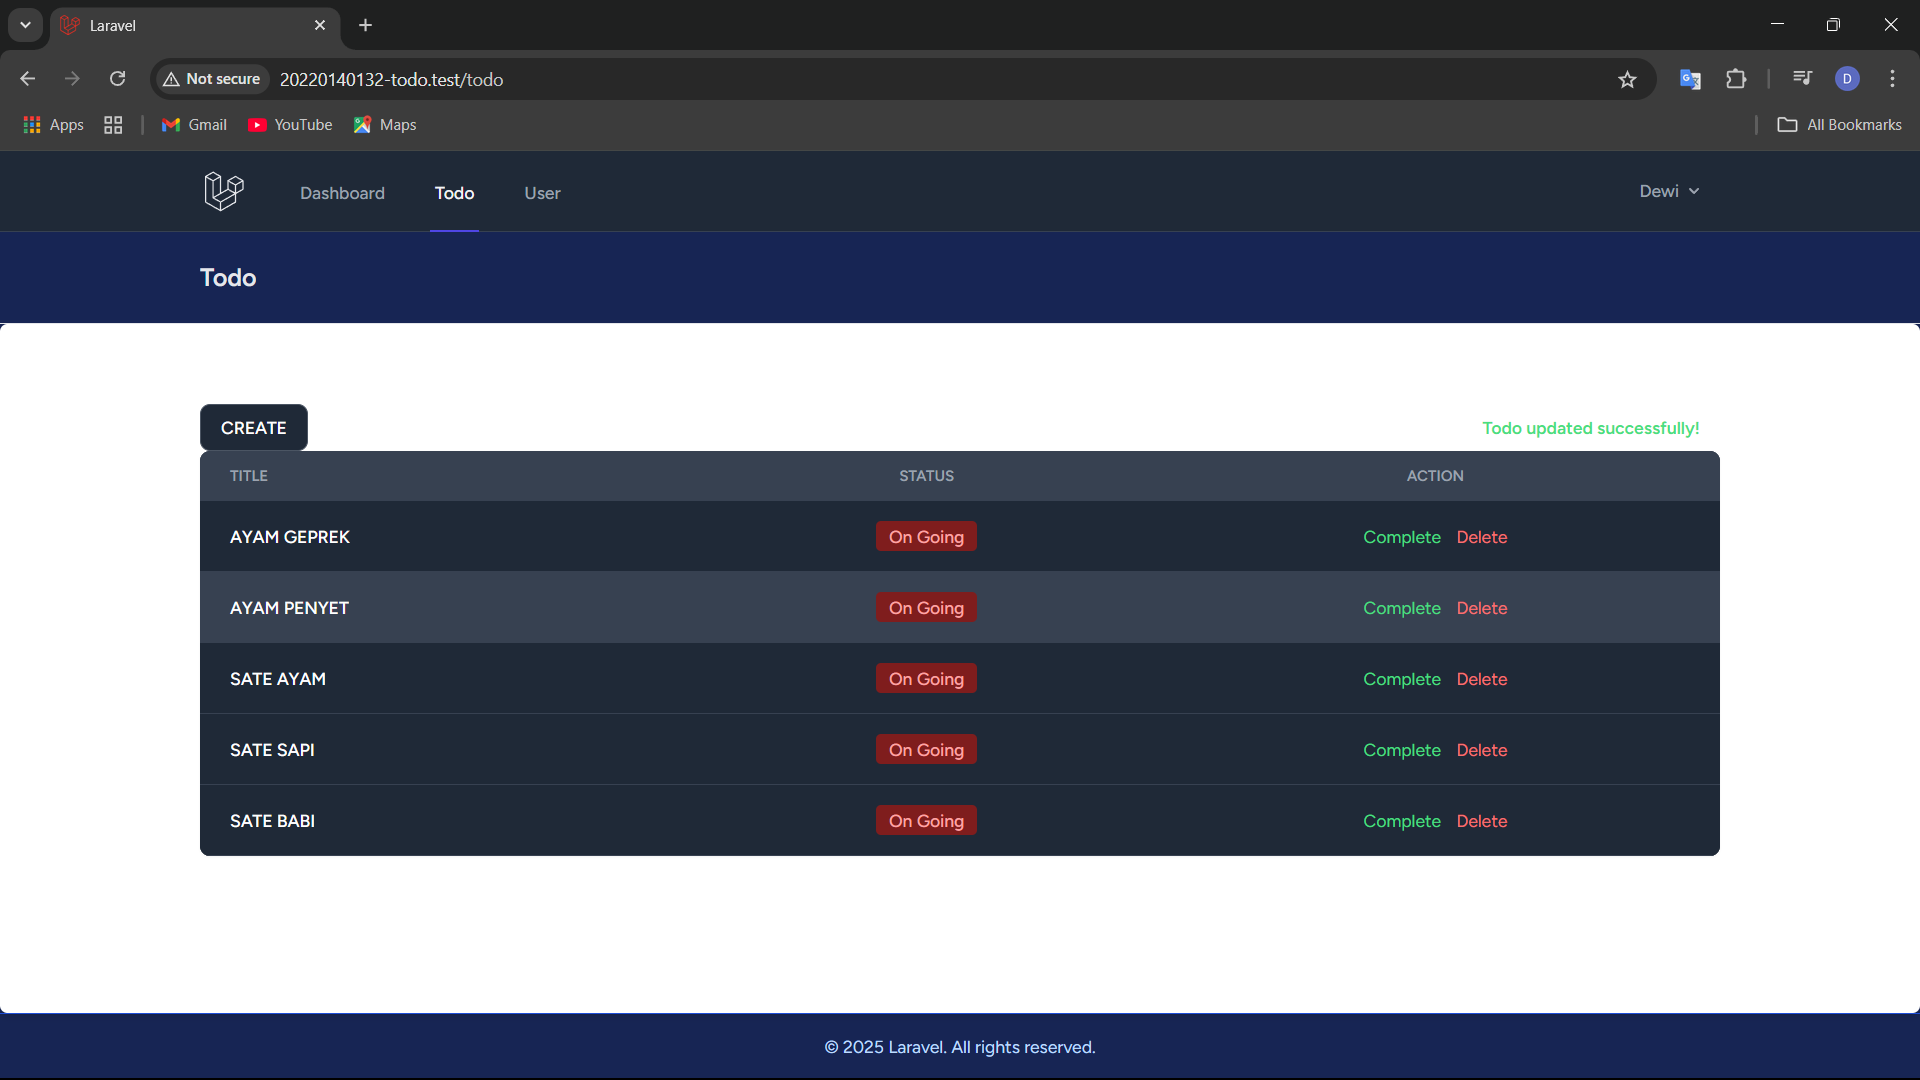 Laravel
Not secure
20220140132-todo.test/todo
D
Apps
Gmail
YouTube
Maps
All Bookmarks
Dashboard
Todo
User
Dewi
Todo
CREATE
Todo updated successfully!
TITLE STATUS ACTION
AYAM GEPREK On Going Complete Delete
AYAM PENYET On Going Complete Delete
SATE AYAM On Going Complete Delete
SATE SAPI On Going Complete Delete
SATE BABI On Going Complete Delete
© 2025 Laravel. All rights reserved.